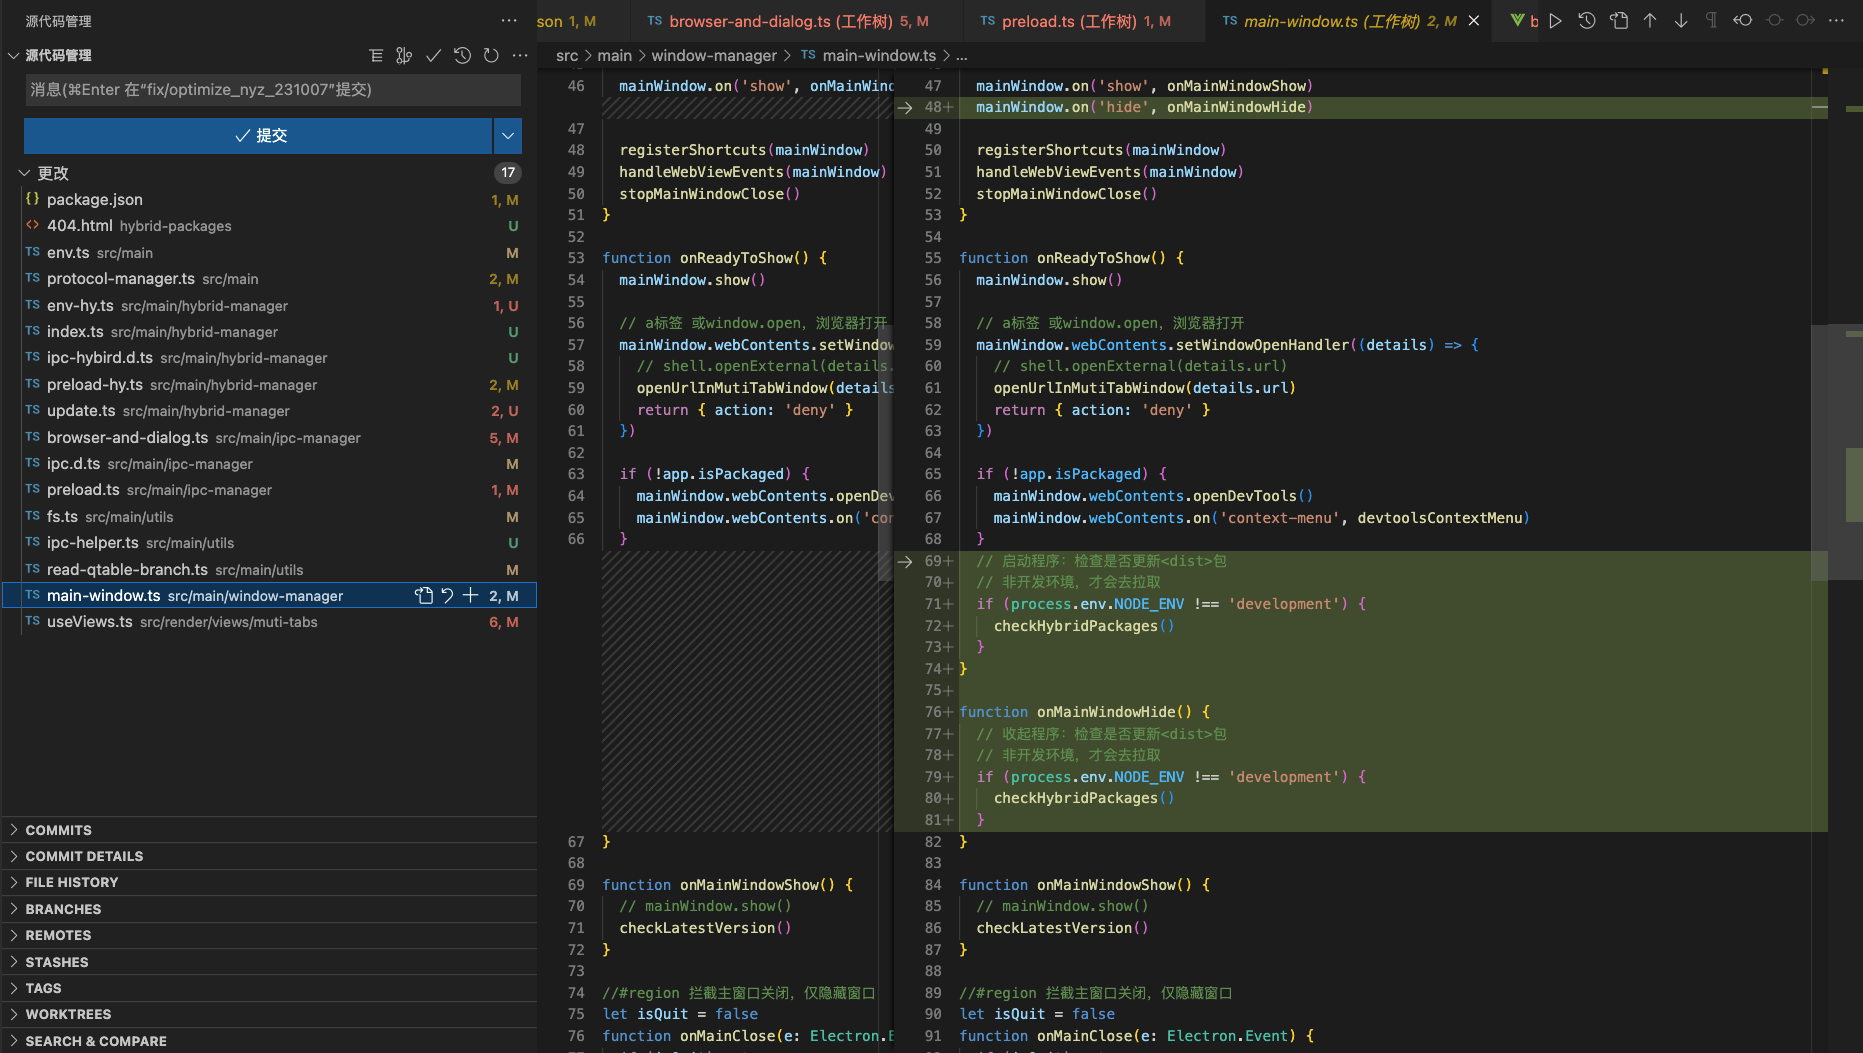 源代码管理
源代码管理
消息(⌘Enter 在“fix/optimize_nyz_231007”提交)
提交
更改 17
{} package.json 1, M
<> 404.html hybrid-packages U
TS env.ts src/main M
TS protocol-manager.ts src/main 2, M
TS env-hy.ts src/main/hybrid-manager 1, U
TS index.ts src/main/hybrid-manager U
TS ipc-hybird.d.ts src/main/hybrid-manager U
TS preload-hy.ts src/main/hybrid-manager 2, M
TS update.ts src/main/hybrid-manager 2, U
TS browser-and-dialog.ts src/main/ipc-manager 5, M
TS ipc.d.ts src/main/ipc-manager M
TS preload.ts src/main/ipc-manager 1, M
TS fs.ts src/main/utils M
TS ipc-helper.ts src/main/utils U
TS read-qtable-branch.ts src/main/utils M
TS main-window.ts src/main/window-manager 2, M
TS useViews.ts src/render/views/muti-tabs 6, M
COMMITS
COMMIT DETAILS
FILE HISTORY
BRANCHES
REMOTES
STASHES
TAGS
WORKTREES
SEARCH & COMPARE
son 1, M TS browser-and-dialog.ts (工作树) 5, M TS preload.ts (工作树) 1, M TS main-window.ts (工作树) 2, M b
src > main > window-manager > TS main-window.ts > ...
46 mainWindow.on('show', onMainWind
47
48 registerShortcuts(mainWindow)
49 handleWebViewEvents(mainWindow)
50 stopMainWindowClose()
51 }
52
53 function onReadyToShow() {
54 mainWindow.show()
55
56 // a标签 或window.open, 浏览器打开
57 mainWindow.webContents.setWindow
58 // shell.openExternal(details.
59 openUrlInMutiTabWindow(details
60 return { action: 'deny' }
61 })
62
63 if (!app.isPackaged) {
64 mainWindow.webContents.openDev
65 mainWindow.webContents.on('con
66 }
67 }
68
69 function onMainWindowShow() {
70 // mainWindow.show()
71 checkLatestVersion()
72 }
73
74 //#region 拦截主窗口关闭, 仅隐藏窗口
75 let isQuit = false
76 function onMainClose(e: Electron.E
47 mainWindow.on('show', onMainWindowShow)
48+ mainWindow.on('hide', onMainWindowHide)
49
50 registerShortcuts(mainWindow)
51 handleWebViewEvents(mainWindow)
52 stopMainWindowClose()
53 }
54
55 function onReadyToShow() {
56 mainWindow.show()
57
58 // a标签 或window.open, 浏览器打开
59 mainWindow.webContents.setWindowOpenHandler((details) => {
60 // shell.openExternal(details.url)
61 openUrlInMutiTabWindow(details.url)
62 return { action: 'deny' }
63 })
64
65 if (!app.isPackaged) {
66 mainWindow.webContents.openDevTools()
67 mainWindow.webContents.on('context-menu', devtoolsContextMenu)
68 }
69+ // 启动程序: 检查是否更新<dist>包
70+ // 非开发环境, 才会去拉取
71+ if (process.env.NODE_ENV !== 'development') {
72+ checkHybridPackages()
73+ }
74+ }
75+
76+ function onMainWindowHide() {
77+ // 收起程序: 检查是否更新<dist>包
78+ // 非开发环境, 才会去拉取
79+ if (process.env.NODE_ENV !== 'development') {
80+ checkHybridPackages()
81+ }
82 }
83
84 function onMainWindowShow() {
85 // mainWindow.show()
86 checkLatestVersion()
87 }
88
89 //#region 拦截主窗口关闭, 仅隐藏窗口
90 let isQuit = false
91 function onMainClose(e: Electron.Event) {